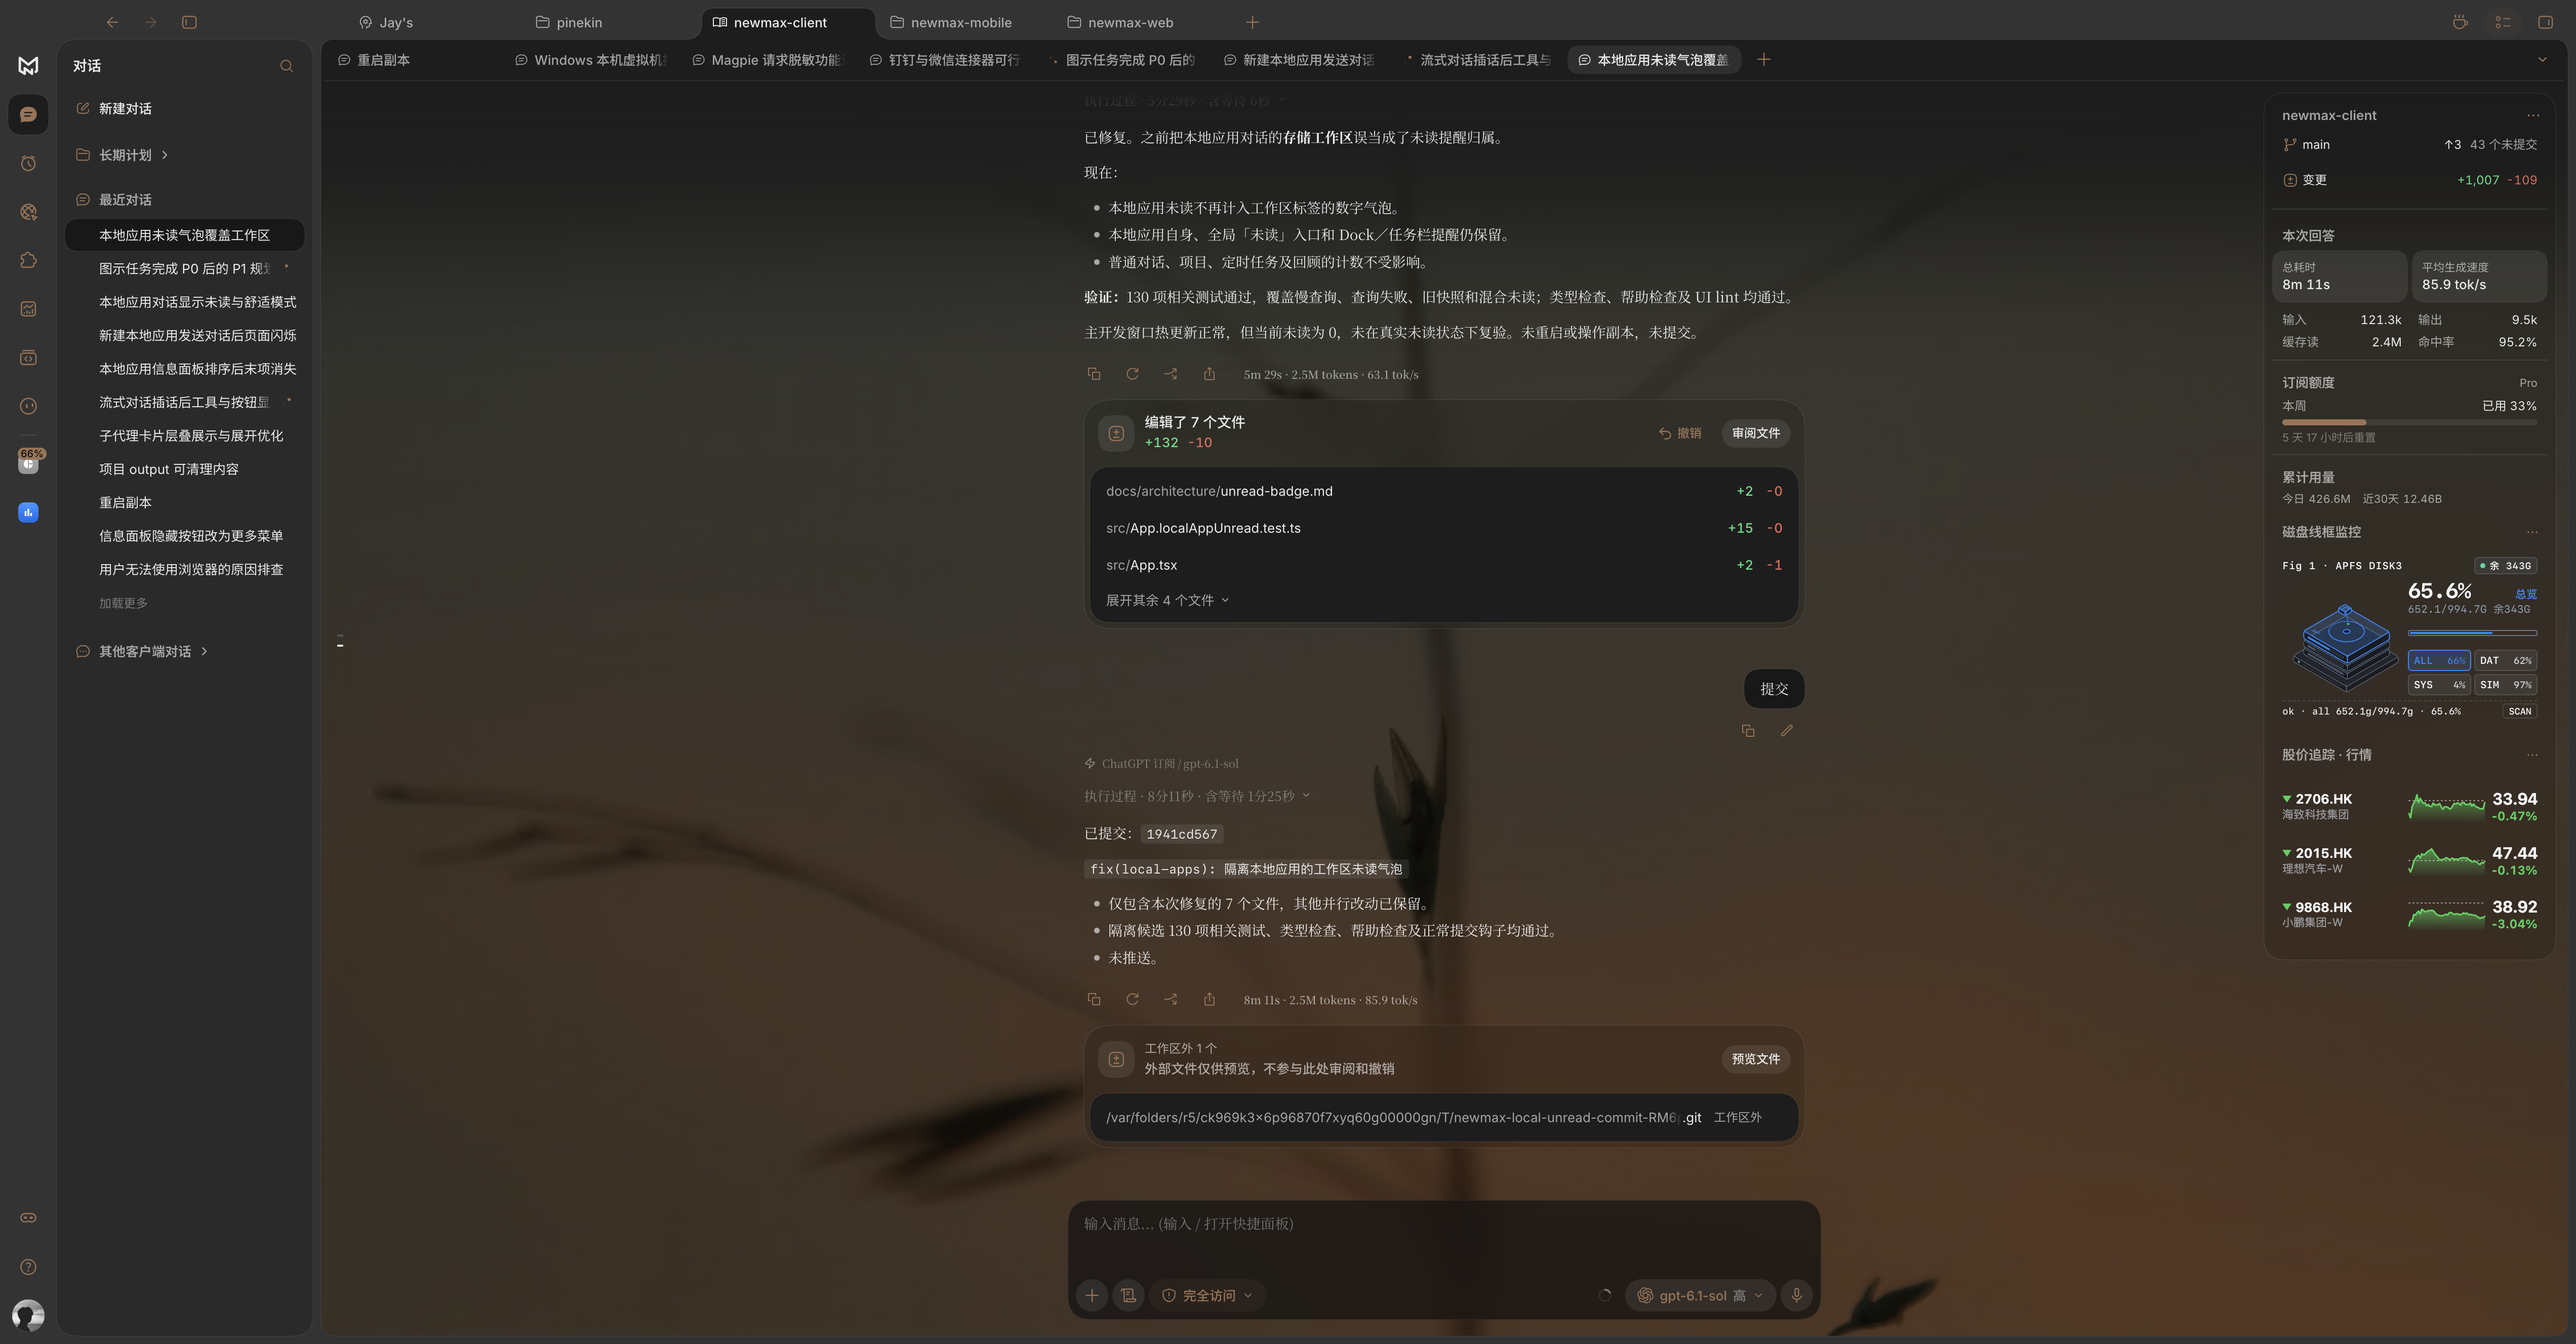 Jay's
pinekin
newmax-client
newmax-mobile
newmax-web
对话
新建对话
长期计划
最近对话
本地应用未读气泡覆盖工作区
图示任务完成 P0 后的 P1 规
本地应用对话显示未读与舒适模式
新建本地应用发送对话后页面闪烁
本地应用信息面板排序后末项消失
流式对话插话后工具与按钮显
子代理卡片层叠展示与展开优化
项目 output 可清理内容
重启副本
信息面板隐藏按钮改为更多菜单
用户无法使用浏览器的原因排查
加载更多
其他客户端对话
66%
重启副本
Windows 本机虚拟机
Magpie 请求脱敏功能
钉钉与微信连接器可行
图示任务完成 P0 后的
新建本地应用发送对话
流式对话插话后工具与
本地应用未读气泡覆盖
执行过程 · 5分29秒 · 含等待 6秒
已修复。之前把本地应用对话的存储工作区误当成了未读提醒归属。
现在：
本地应用未读不再计入工作区标签的数字气泡。
本地应用自身、全局「未读」入口和 Dock／任务栏提醒仍保留。
普通对话、项目、定时任务及回顾的计数不受影响。
验证：130 项相关测试通过，覆盖慢查询、查询失败、旧快照和混合未读；类型检查、帮助检查及 UI lint 均通过。
主开发窗口热更新正常，但当前未读为 0，未在真实未读状态下复验。未重启或操作副本，未提交。
5m 29s · 2.5M tokens · 63.1 tok/s
编辑了 7 个文件
+132 -10
撤销
审阅文件
docs/architecture/unread-badge.md +2 -0
src/App.localAppUnread.test.ts +15 -0
src/App.tsx +2 -1
展开其余 4 个文件
提交
ChatGPT 订阅 / gpt-6.1-sol
执行过程 · 8分11秒 · 含等待 1分25秒
已提交： 1941cd567
fix(local-apps): 隔离本地应用的工作区未读气泡
仅包含本次修复的 7 个文件，其他并行改动已保留。
隔离候选 130 项相关测试、类型检查、帮助检查及正常提交钩子均通过。
未推送。
8m 11s · 2.5M tokens · 85.9 tok/s
工作区外 1 个
外部文件仅供预览，不参与此处审阅和撤销
预览文件
/var/folders/r5/ck969k3×6p96870f7xyq60g00000gn/T/newmax-local-unread-commit-RM6 .git 工作区外
输入消息... (输入 / 打开快捷面板)
完全访问
gpt-6.1-sol 高
newmax-client
main ↑3 43 个未提交
变更 +1,007 -109
本次回答
总耗时
8m 11s
平均生成速度
85.9 tok/s
输入 121.3k 输出 9.5k
缓存读 2.4M 命中率 95.2%
订阅额度 Pro
本周 已用 33%
5 天 17 小时后重置
累计用量
今日 426.6M 近30天 12.46B
磁盘线框监控
Fig 1 · APFS DISK3 余 343G
65.6% 总览
652.1/994.7G 余343G
ALL 66% DAT 62%
SYS 4% SIM 97%
ok · all 652.1g/994.7g · 65.6% SCAN
股价追踪 · 行情
2706.HK 33.94
海致科技集团 -0.47%
2015.HK 47.44
理想汽车-W -0.13%
9868.HK 38.92
小鹏集团-W -3.04%